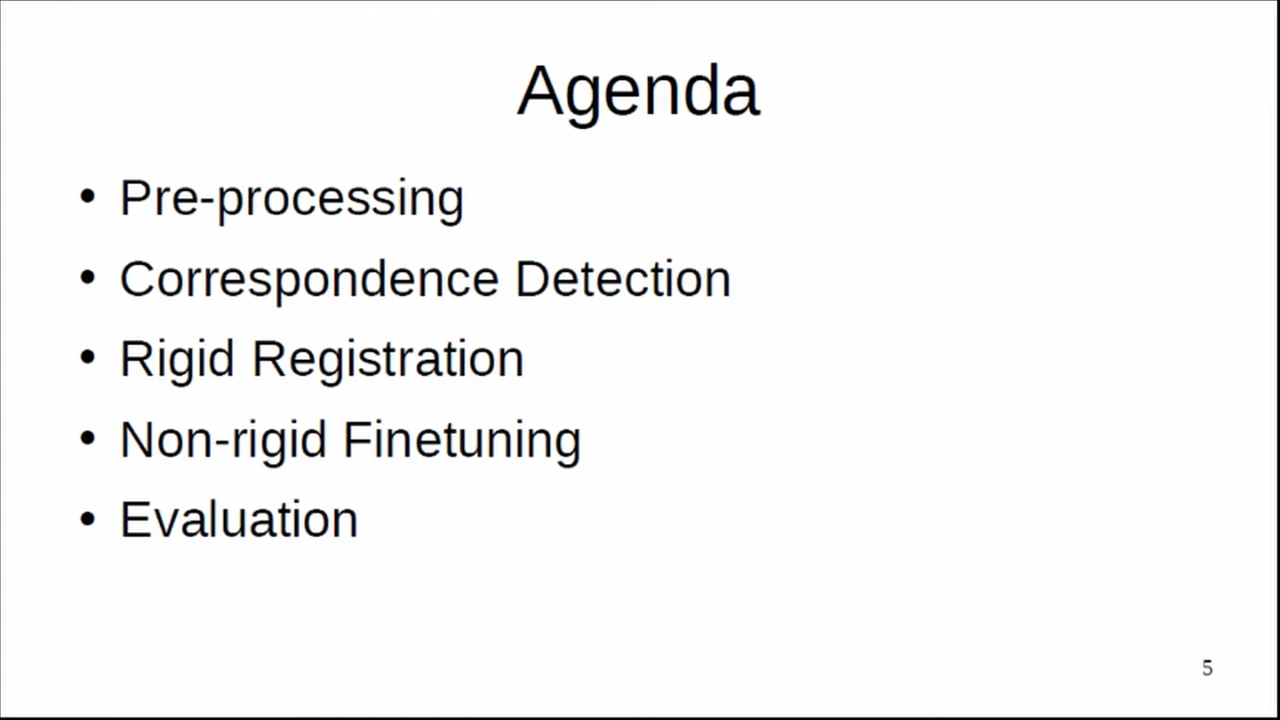 Agenda
• Pre-processing
• Correspondence Detection
• Rigid Registration
• Non-rigid Finetuning
• Evaluation
5